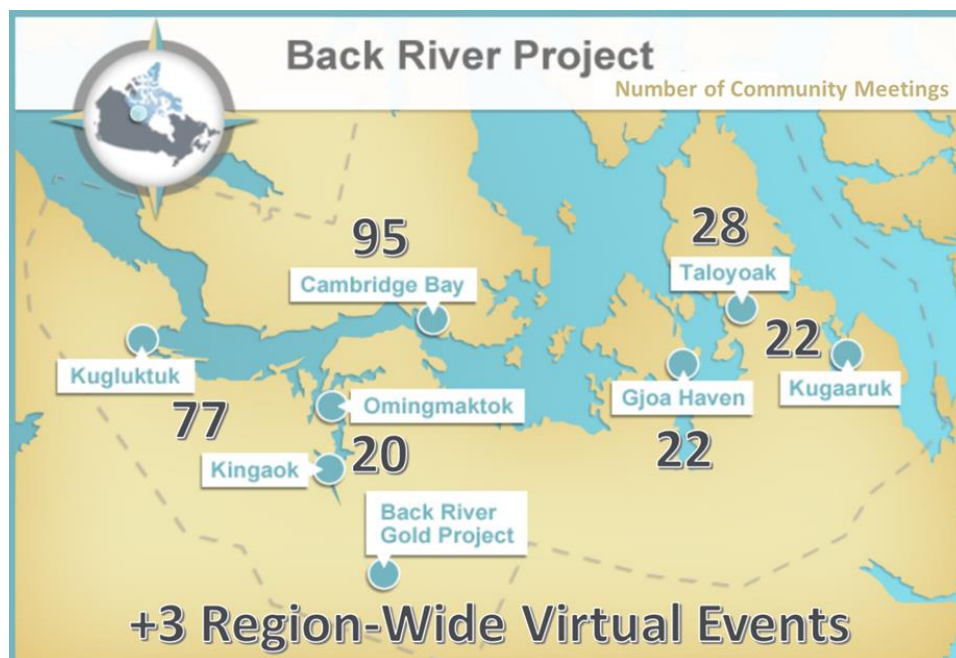 Back River Project
Number of Community Meetings
95
Cambridge Bay
28
Taloyoak
Kugluktuk
77
Omingmaktok
20
Kingaok
Gjoa Haven
22
22
Kugaaruk
Back River
Gold Project
+3 Region-Wide Virtual Events